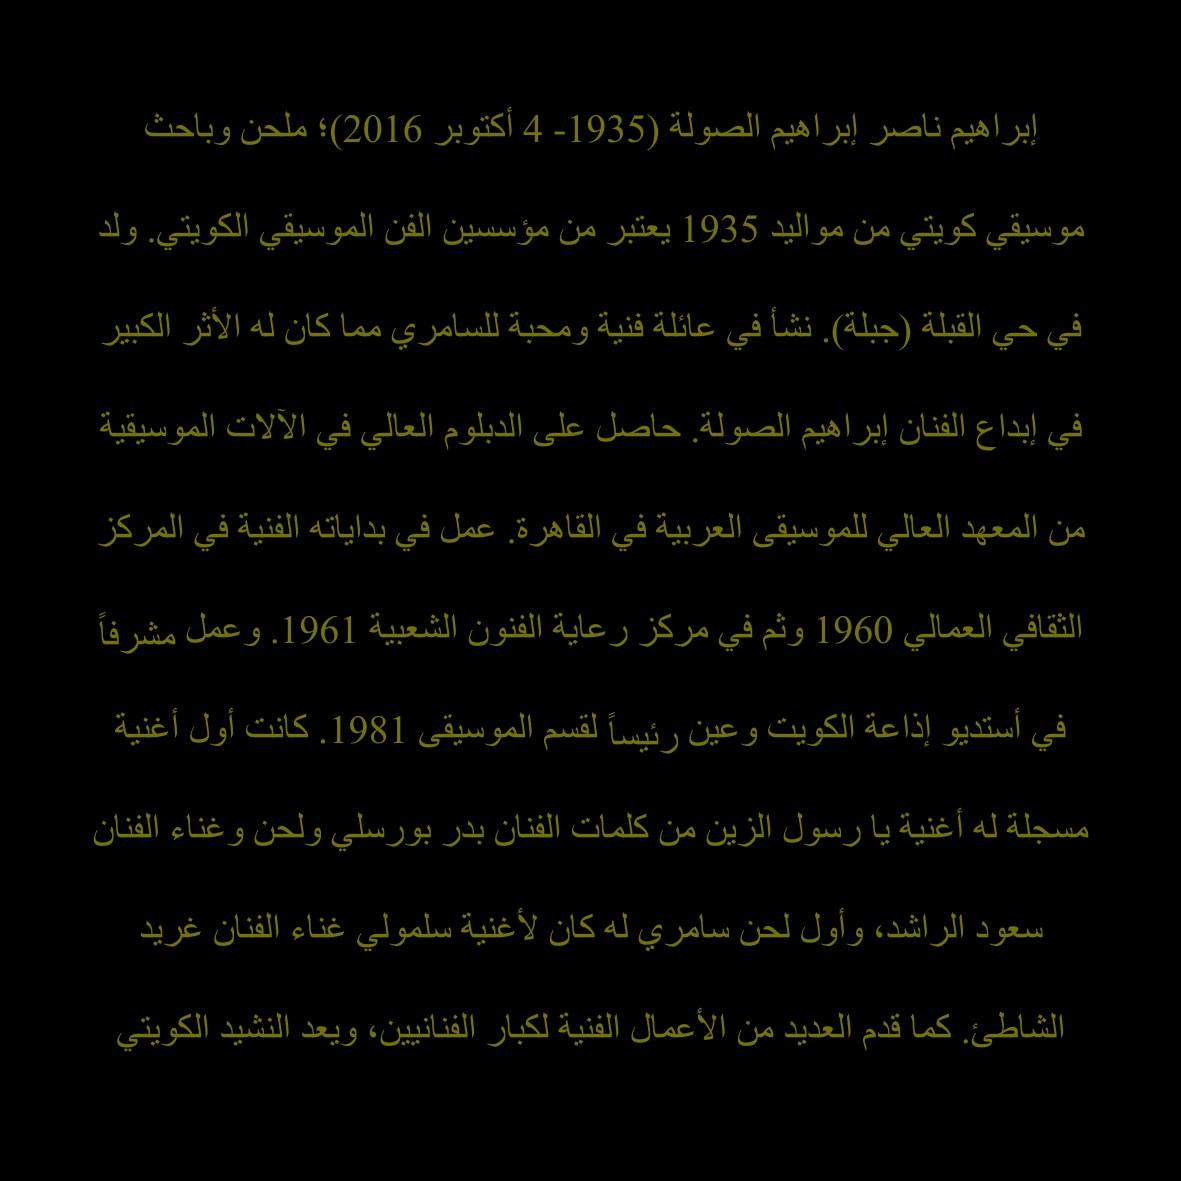 إبراهيم ناصر إبراهيم الصولة (1935- 4 أكتوبر 2016)؛ ملحن وباحث
موسيقي كويتي من مواليد 1935 يعتبر من مؤسسين الفن الموسيقي الكويتي. ولد
في حي القبلة (جبلة). نشأ في عائلة فنية ومحبة للسامري مما كان له الأثر الكبير
في إبداع الفنان إبراهيم الصولة. حاصل على الدبلوم العالي في الآلات الموسيقية
من المعهد العالي للموسيقى العربية في القاهرة. عمل في بداياته الفنية في المركز
الثقافي العمالي 1960 وثم في مركز رعاية الفنون الشعبية 1961. وعمل مشرفاً
في أستديو إذاعة الكويت وعين رئيساً لقسم الموسيقى 1981. كانت أول أغنية
مسجلة له أغنية يا رسول الزين من كلمات الفنان بدر بورسلي ولحن وغناء الفنان
سعود الراشد، وأول لحن سامري له كان لأغنية سلمولي غناء الفنان غريد
الشاطئ. كما قدم العديد من الأعمال الفنية لكبار الفنانيين، ويعد النشيد الكويتي